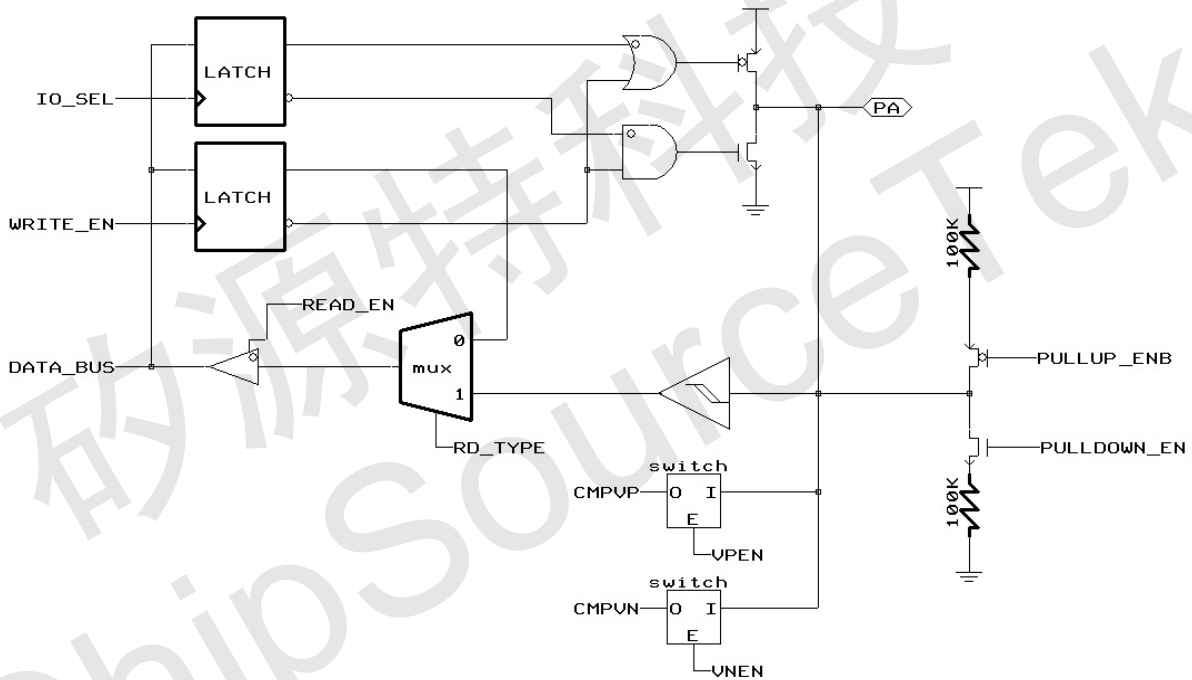 LATCH
IO_SEL
PA
LATCH
WRITE_EN
100K
READ_EN
0
DATA_BUS
mux
PULLUP_ENB
1
RD_TYPE
PULLDOWN_EN
switch
CMPVP
O I
E
100K
VPEN
switch
CMPVN
O I
E
VNEN
矽源特科技
ChipSourceTek